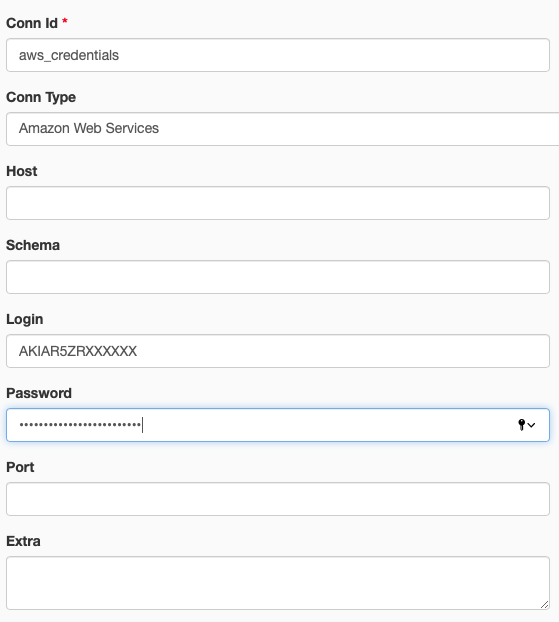 Conn Id *
aws_credentials
Conn Type
Amazon Web Services
Host
Schema
Login
AKIAR5ZRXXXXXX
Password
•••••••••••••••••••••••••
Port
Extra